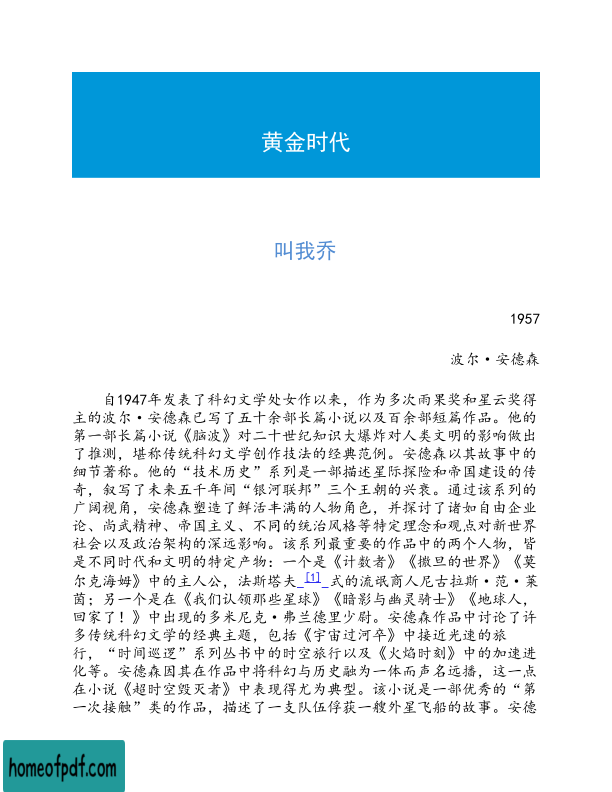 黄金时代
叫我乔
1957
波尔·安德森
自1947年发表了科幻文学处女作以来，作为多次雨果奖和星云奖得
主的波尔·安德森已写了五十余部长篇小说以及百余部短篇作品。他的
第一部长篇小说《脑波》对二十世纪知识大爆炸对人类文明的影响做出
了推测，堪称传统科幻文学创作技法的经典范例。安德森以其故事中的
细节著称。他的“技术历史”系列是一部描述星际探险和帝国建设的传
奇，叙写了未来五千年间“银河联邦”三个王朝的兴衰。通过该系列的
广阔视角，安德森塑造了鲜活丰满的人物角色，并探讨了诸如自由企业
论、尚武精神、帝国主义、不同的统治风格等特定理念和观点对新世界
社会以及政治架构的深远影响。该系列最重要的作品中的两个人物，皆
是不同时代和文明的特定产物：一个是《计数者》《撒旦的世界》《莫
尔克海姆》中的主人公，法斯塔夫_[1]_式的流氓商人尼古拉斯·范·莱
茵；另一个是在《我们认领那些星球》《暗影与幽灵骑士》《地球人，
回家了！》中出现的多米尼克·弗兰德里少尉。安德森作品中讨论了许
多传统科幻文学的经典主题，包括《宇宙过河卒》中接近光速的旅
行，“时间巡逻”系列丛书中的时空旅行以及《火焰时刻》中的加速进
化等。安德森因其在作品中将科幻与历史融为一体而声名远播，这一点
在小说《超时空毁灭者》中表现得尤为典型。该小说是一部优秀的“第
一次接触”类的作品，描述了一支队伍俘获一艘外星飞船的故事。安德
homeofpdf.com